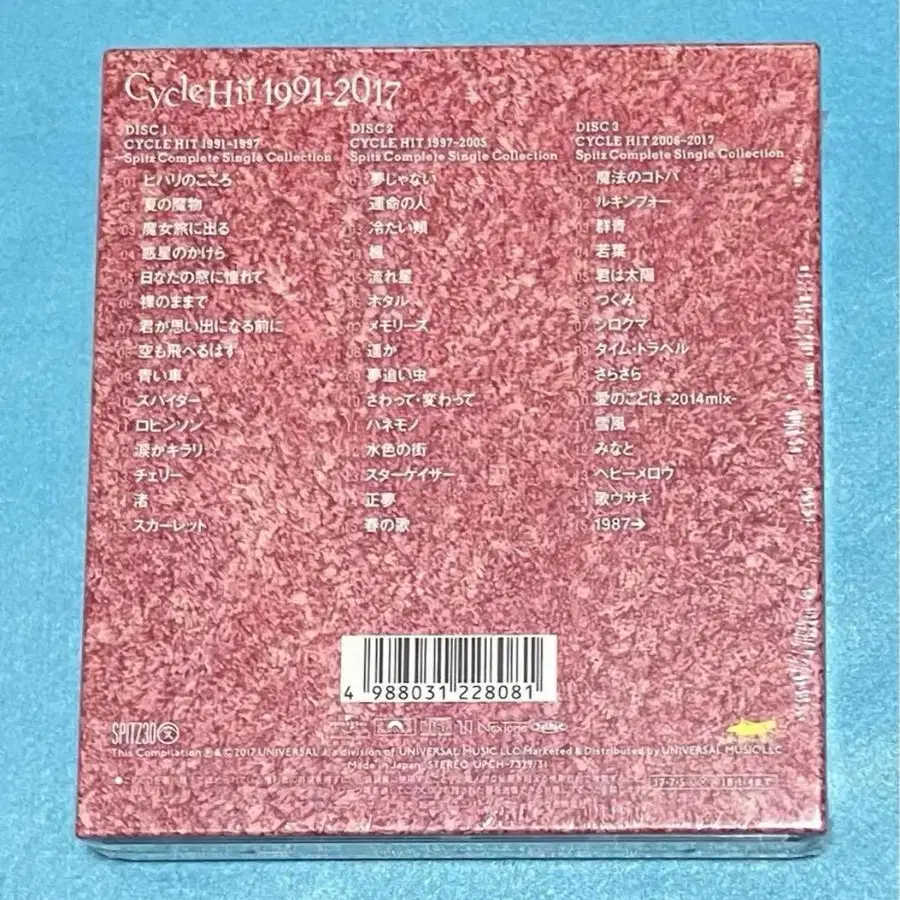 CycleHit 1991-2017
DISC 1
CYCLE HIT 1991-1997
Spitz Complete Single Collection
01 ヒバリのこころ
02 夏の魔物
03 魔女旅に出る
04 惑星のかけら
05 日なたの窓に憧れて
06 裸のままで
07 君が思い出になる前に
08 空も飛べるはず
09 青い車
10 スパイダー
11 ロビンソン
12 涙がキラリ
13 チェリー
14 渚
15 スカーレット
DISC 2
CYCLE HIT 1997-2005
Spitz Complete Single Collection
01 夢じゃない
02 運命の人
03 冷たい頬
04 楓
05 流れ星
06 ホタル
07 メモリーズ
08 遥か
09 夢追い虫
10 さわって・変わって
11 ハネモノ
12 水色の街
13 スターゲイザー
14 正夢
15 春の歌
DISC 3
CYCLE HIT 2006-2017
Spitz Complete Single Collection
01 魔法のコトバ
02 ルキンフォー
03 群青
04 若葉
05 君は太陽
06 つぐみ
07 シロクマ
08 タイム・トラベル
09 さらさら
10 愛のことば -2014mix-
11 雪風
12 みなと
13 ヘビーメロウ
14 歌ウサギ
15 1987→
4 988031 228081
SPITZ30
NexTone
This Compilation ℗ & © 2017 UNIVERSAL J, a division of UNIVERSAL MUSIC LLC Marketed & Distributed by UNIVERSAL MUSIC LLC
Made in Japan. STEREO UPCH-7329/31